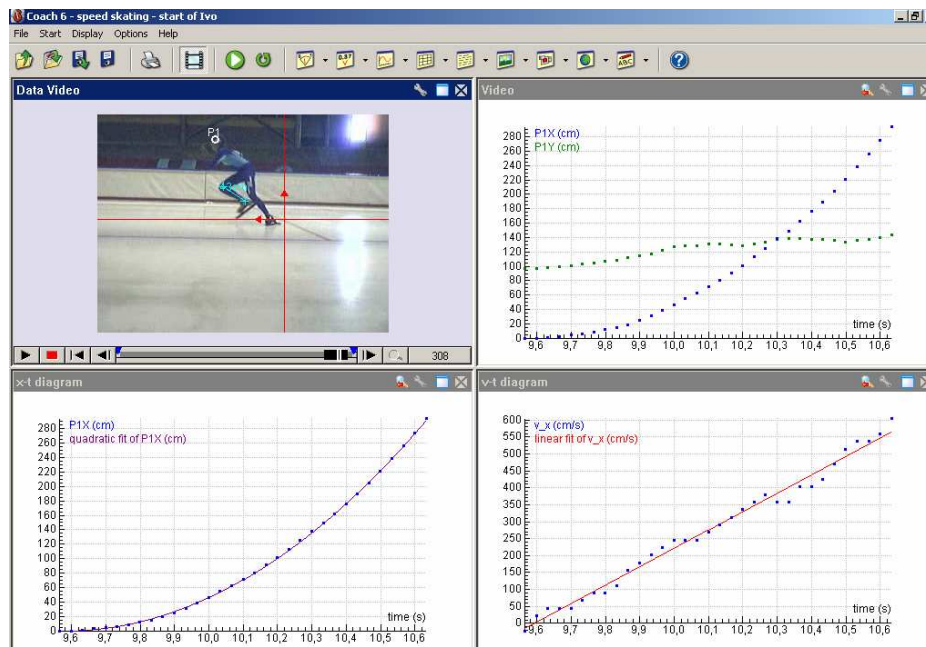 Coach 6 - speed skating - start of Ivo
File Start Display Options Help
Data Video
P1
308
Video
P1X (cm)
P1Y (cm)
280
260
240
220
200
180
160
140
120
100
80
60
40
20
0
time (s)
9,6 9,7 9,8 9,9 10,0 10,1 10,2 10,3 10,4 10,5 10,6
x-t diagram
P1X (cm)
quadratic fit of P1X (cm)
280
260
240
220
200
180
160
140
120
100
80
60
40
20
0
time (s)
9,6 9,7 9,8 9,9 10,0 10,1 10,2 10,3 10,4 10,5 10,6
v-t diagram
v_x (cm/s)
linear fit of v_x (cm/s)
600
550
500
450
400
350
300
250
200
150
100
50
0
time (s)
9,6 9,7 9,8 9,9 10,0 10,1 10,2 10,3 10,4 10,5 10,6